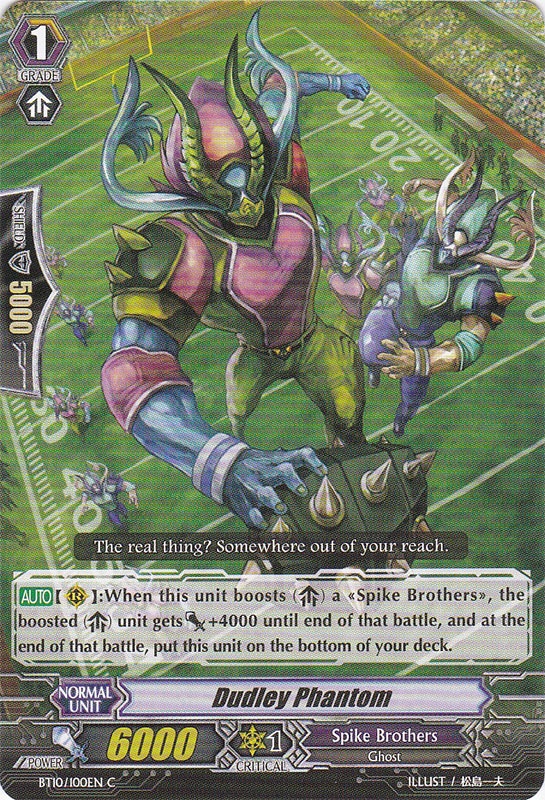 1
GRADE
SHIELD
5000
10
20
The real thing? Somewhere out of your reach.
AUTO【 R 】:When this unit boosts ( ) a «Spike Brothers», the
boosted ( ) unit gets +4000 until end of that battle, and at the
end of that battle, put this unit on the bottom of your deck.
NORMAL
UNIT
Dudley Phantom
POWER
6000
1
CRITICAL
Spike Brothers
Ghost
BT10/100EN C
ILLUST / 松島一夫